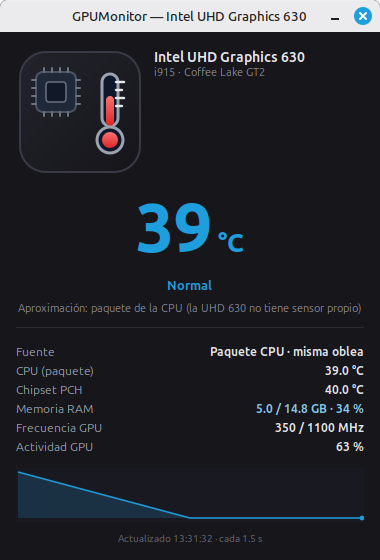 GPUMonitor — Intel UHD Graphics 630
Intel UHD Graphics 630
i915 · Coffee Lake GT2
39 °C
Normal
Aproximación: paquete de la CPU (la UHD 630 no tiene sensor propio)
Fuente Paquete CPU · misma oblea
CPU (paquete) 39.0 °C
Chipset PCH 40.0 °C
Memoria RAM 5.0 / 14.8 GB · 34 %
Frecuencia GPU 350 / 1100 MHz
Actividad GPU 63 %
Actualizado 13:31:32 · cada 1.5 s